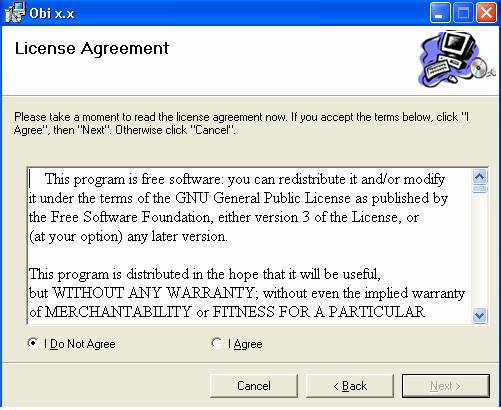 Obi x.x
License Agreement
Please take a moment to read the license agreement now. If you accept the terms below, click "I
Agree", then "Next". Otherwise click "Cancel".
This program is free software: you can redistribute it and/or modify
it under the terms of the GNU General Public License as published by
the Free Software Foundation, either version 3 of the License, or
(at your option) any later version.
This program is distributed in the hope that it will be useful,
but WITHOUT ANY WARRANTY; without even the implied warranty
of MERCHANTABILITY or FITNESS FOR A PARTICULAR
I Do Not Agree
I Agree
Cancel
< Back
Next >